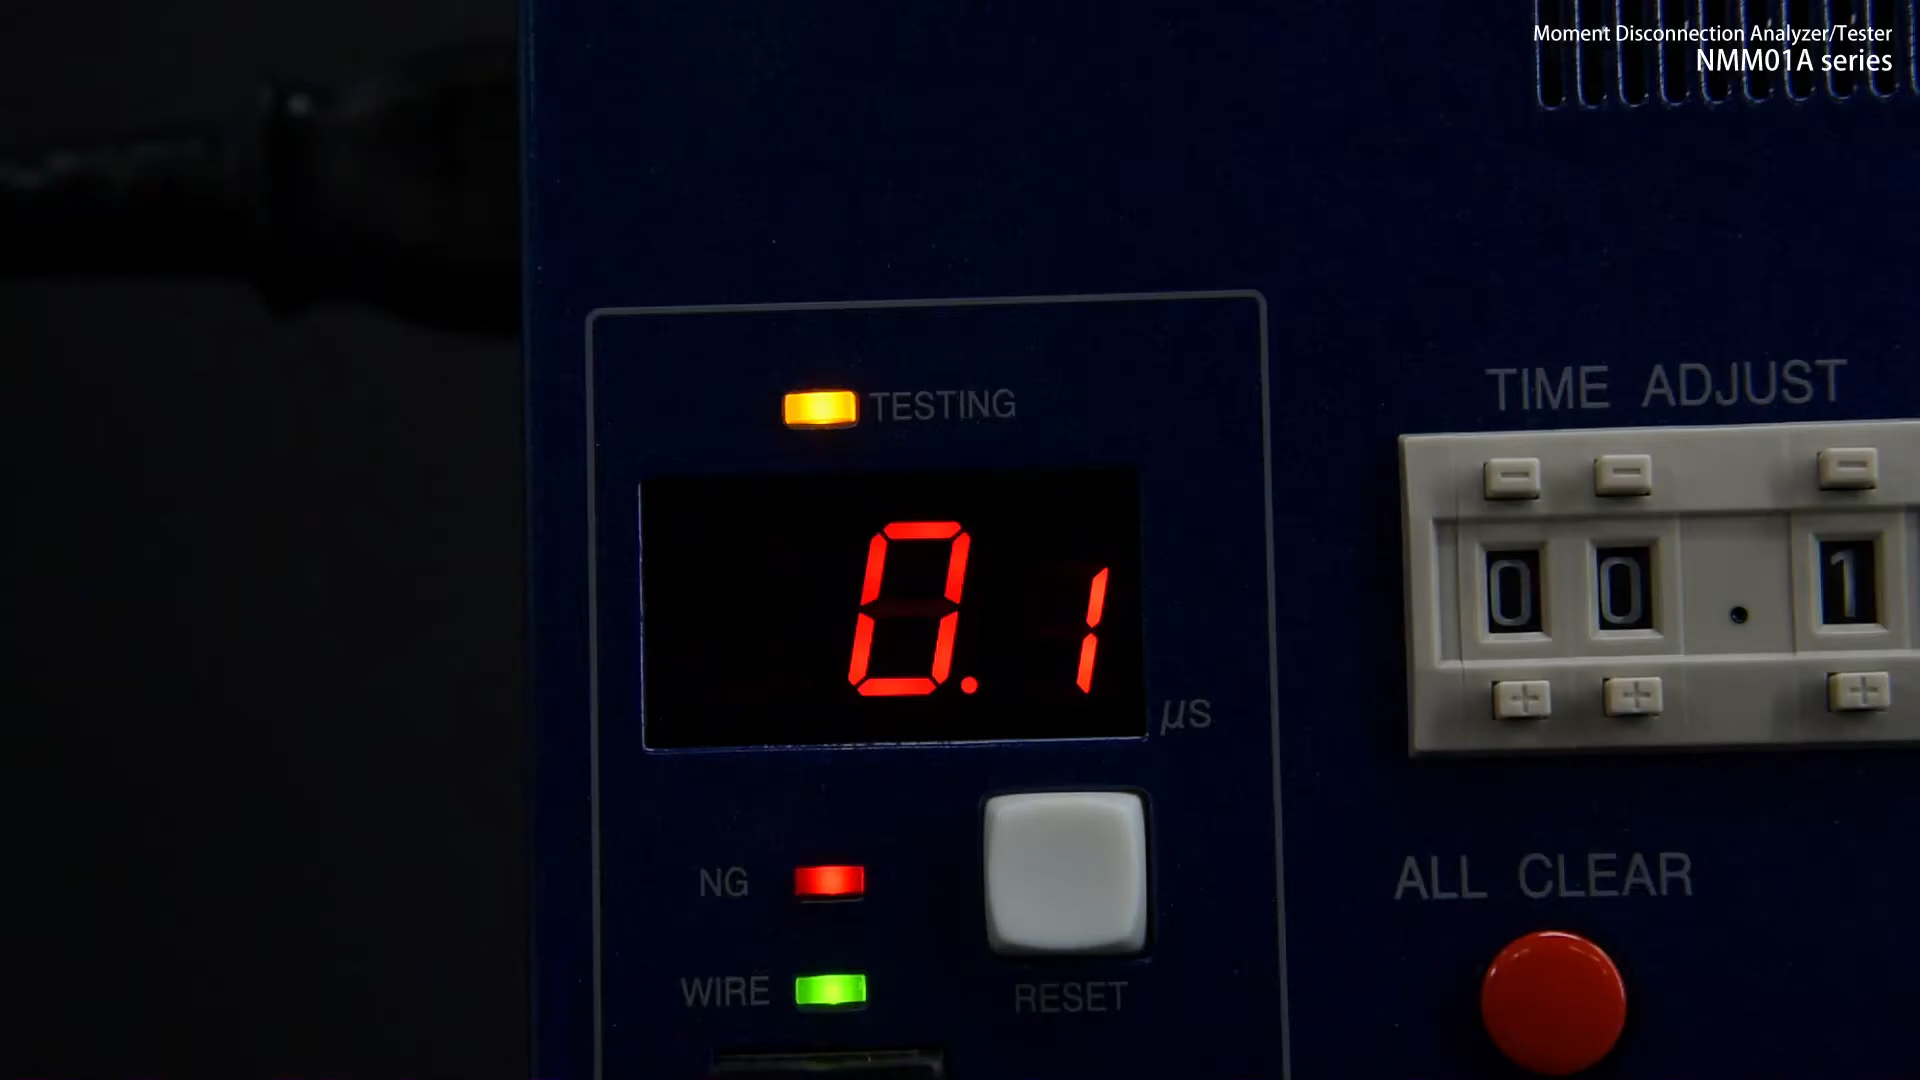 Moment Disconnection Analyzer/Tester
NMM01A series
TESTING
TIME ADJUST
0.1
µs
0 0 . 1
NG
WIRE
RESET
ALL CLEAR